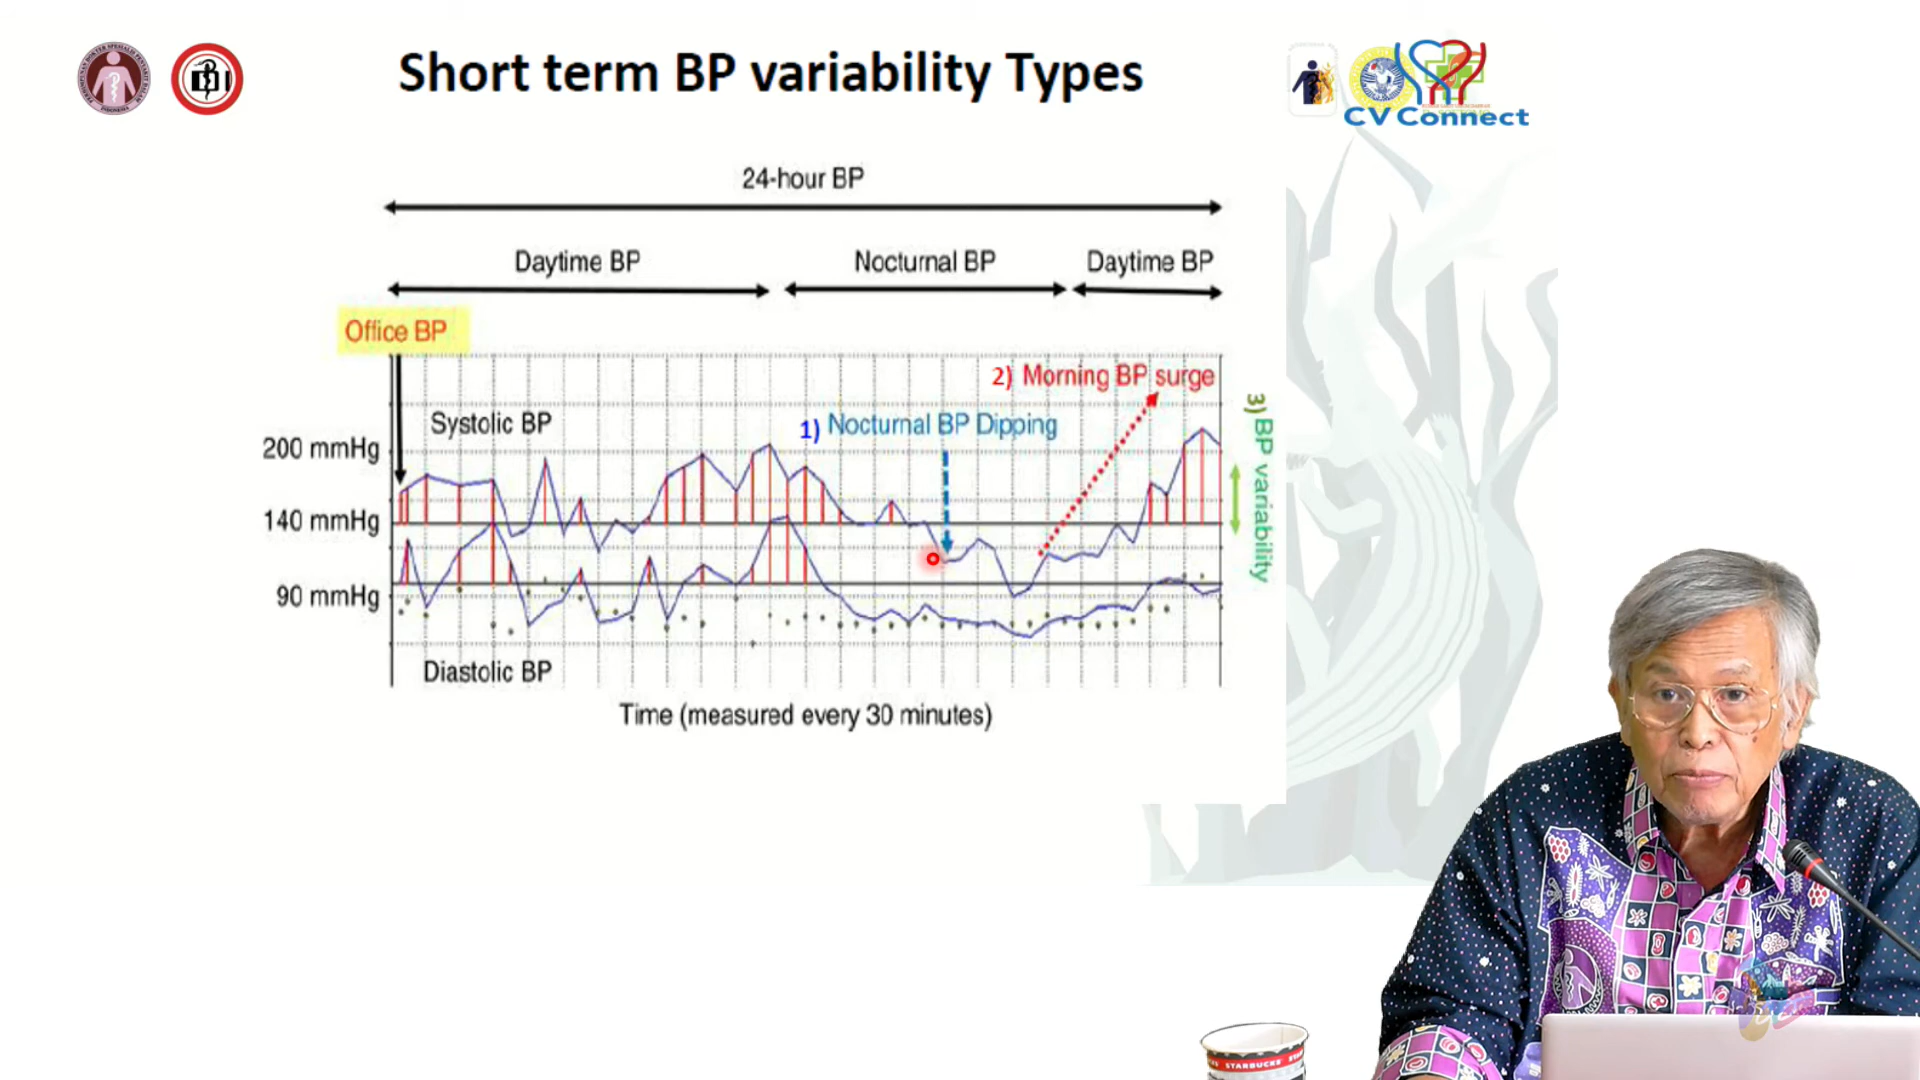 Short term BP variability Types
CV Connect
24-hour BP
Daytime BP
Nocturnal BP
Daytime BP
Office BP
2) Morning BP surge
Systolic BP
1) Nocturnal BP Dipping
3) BP variability
200 mmHg
140 mmHg
90 mmHg
Diastolic BP
Time (measured every 30 minutes)
IDI
STARBUCKS